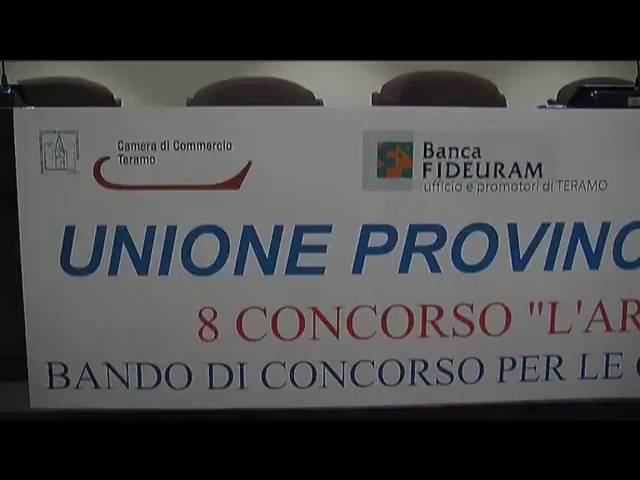 Camera di Commercio
Teramo
Banca
FIDEURAM
ufficio e promotori di TERAMO
UNIONE PROVINC
8 CONCORSO "L'AR
BANDO DI CONCORSO PER LE